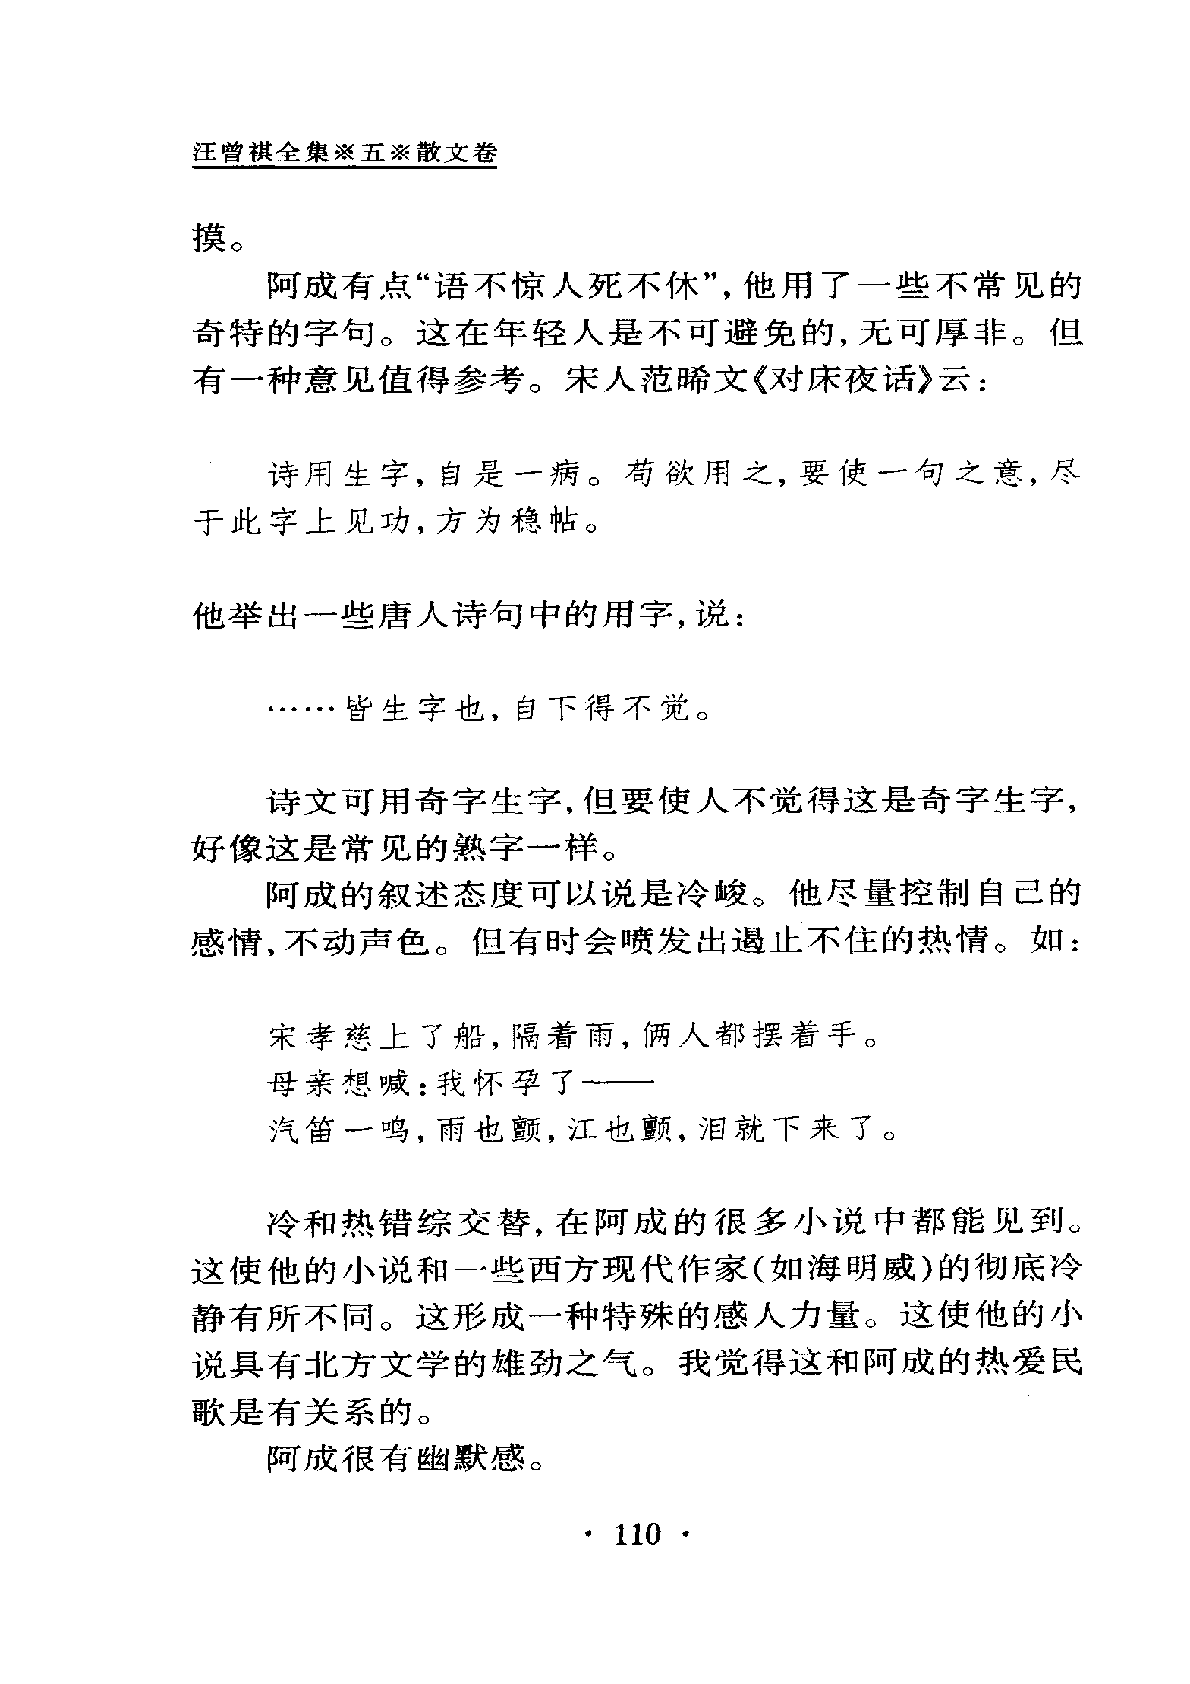 汪曾祺全集※五※散文卷
摸。
阿成有点“语不惊人死不休”，他用了一些不常见的
奇特的字句。这在年轻人是不可避免的，无可厚非。但
有一种意见值得参考。宋人范晞文《对床夜话》云：
诗用生字，自是一病。苟欲用之，要使一句之意，尽
于此字上见功，方为稳帖。
他举出一些唐人诗句中的用字，说：
……皆生字也，自下得不觉。
诗文可用奇字生字，但要使人不觉得这是奇字生字，
好像这是常见的熟字一样。
阿成的叙述态度可以说是冷峻。他尽量控制自己的
感情，不动声色。但有时会喷发出遏止不住的热情。如：
宋孝慈上了船，隔着雨，俩人都摆着手。
母亲想喊：我怀孕了——
汽笛一鸣，雨也颤，江也颤，泪就下来了。
冷和热错综交替，在阿成的很多小说中都能见到。
这使他的小说和一些西方现代作家(如海明威)的彻底冷
静有所不同。这形成一种特殊的感人力量。这使他的小
说具有北方文学的雄劲之气。我觉得这和阿成的热爱民
歌是有关系的。
阿成很有幽默感。
· 110 ·